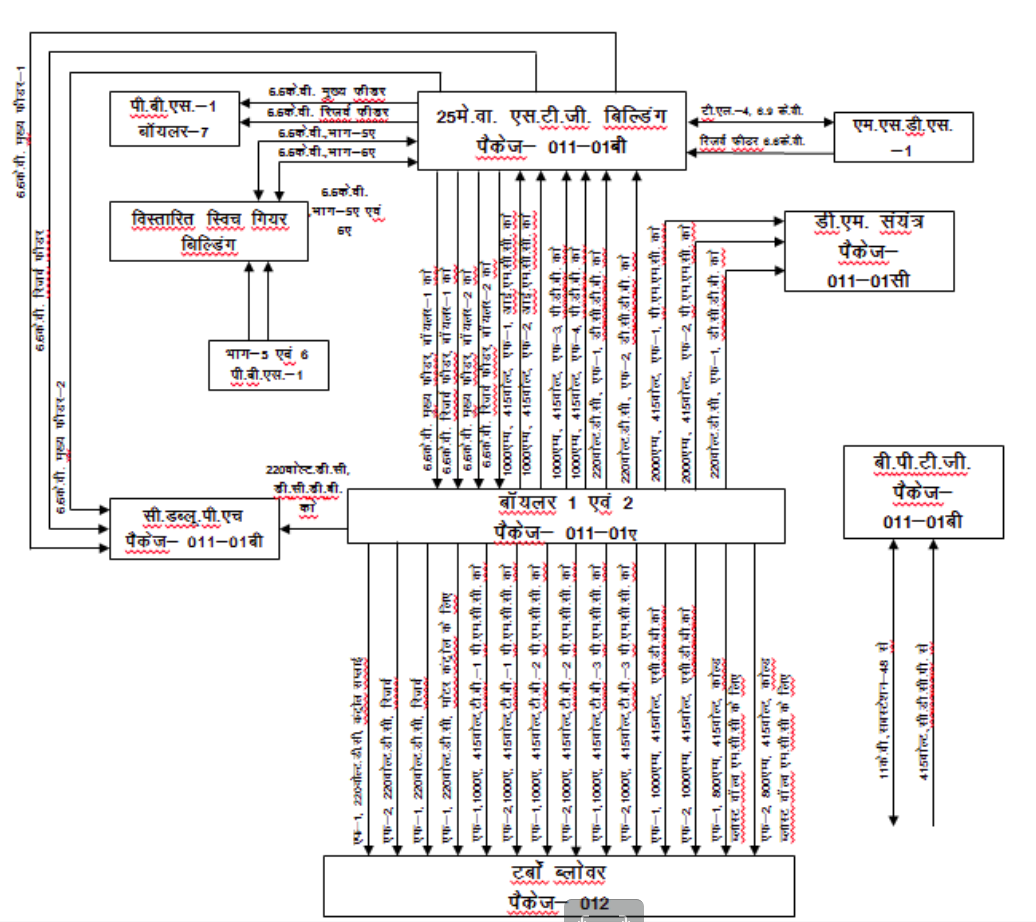 6.6के.वी. मुख्य फीडर–1
6.6के.वी. रिजर्व फीडर
6.6के.वी. मुख्य फीडर–2
पी.बी.एस.–1
बॉयलर–7
6.6के.वी. मुख्य फीडर
6.6के.वी. रिजर्व फीडर
6.6के.वी.,भाग–5ए
6.6के.वी.,भाग–6ए
25मे.वा. एस.टी.जी. बिल्डिंग
पैकेज– 011–01बी
टी.एल.–4, 6.9 के.वी.
रिजर्व फीडर 6.6के.वी.
एम.एस.डी.एस.
–1
6.6के.वी.
,भाग–5ए एवं
6ए
विस्तारित स्विच गियर
बिल्डिंग
डी.एम. संयंत्र
पैकेज–
011–01सी
भाग–5 एवं 6
पी.बी.एस.–1
6.6के.वी. मुख्य फीडर, बॉयलर–1 को
6.6के.वी. रिजर्व फीडर, बॉयलर–1 को
6.6के.वी. मुख्य फीडर, बॉयलर–2 को
6.6के.वी. रिजर्व फीडर, बॉयलर–2 को
1000एम्प, 415वोल्ट, एफ–1, आई.एम.सी.सी. को
1000एम्प, 415वोल्ट, एफ–2, आई.एम.सी.सी. को
1000एम्प, 415वोल्ट, एफ–3, पी.डी.बी. को
1000एम्प, 415वोल्ट, एफ–4, पी.डी.बी. को
220वोल्ट.डी.सी, एफ–1, डी.सी.डी.बी. को
220वोल्ट.डी.सी, एफ–2, डी.सी.डी.बी. को
2000एम्प, 415वोल्ट, एफ–1, पी.एम.एम.सी को
2000एम्प, 415वोल्ट, एफ–2, पी.एम.एम.सी. को
220वोल्ट.डी.सी, एफ–1, डी.सी.डी.बी. को
220वोल्ट.डी.सी,
डी.सी.डी.बी.
को
सी.डब्लू.पी.एच
पैकेज– 011–01बी
बॉयलर 1 एवं 2
पैकेज– 011–01ए
बी.पी.टी.जी.
पैकेज–
011–01बी
एफ–1, 220वोल्ट.डी.सी, कंट्रोल सप्लाई
एफ–2, 220वोल्ट.डी.सी, रिजर्व
एफ–1, 220वोल्ट.डी.सी, रिजर्व
एफ–1, 220वोल्ट.डी.सी, मोटर कंट्रोल के लिए
एफ–1,1000ए, 415वोल्ट,टी.बी.–1 पी.एम.सी.सी. को
एफ–2,1000ए, 415वोल्ट,टी.बी.–1 पी.एम.सी.सी. को
एफ–1,1000ए, 415वोल्ट,टी.बी.–2 पी.एम.सी.सी. को
एफ–2,1000ए, 415वोल्ट,टी.बी.–2 पी.एम.सी.सी. को
एफ–1,1000ए, 415वोल्ट,टी.बी.–3 पी.एम.सी.सी. को
एफ–2,1000ए, 415वोल्ट,टी.बी.–3 पी.एम.सी.सी. को
एफ–1, 1000एम्प, 415वोल्ट, एसी.डी.बी.को
एफ–2, 1000एम्प, 415वोल्ट, एसी.डी.बी.को
एफ–1, 800एम्प, 415वोल्ट, कोल्ड
ब्लास्ट वॉल्व एम.सी.सी के लिए
एफ–2, 800एम्प, 415वोल्ट, कोल्ड
ब्लास्ट वॉल्व एम.सी.सी के लिए
11के.वी.,सबस्टेशन–48 से
415वोल्ट,सी.डी.सी.पी. से
टर्बो ब्लोवर
पैकेज– 012